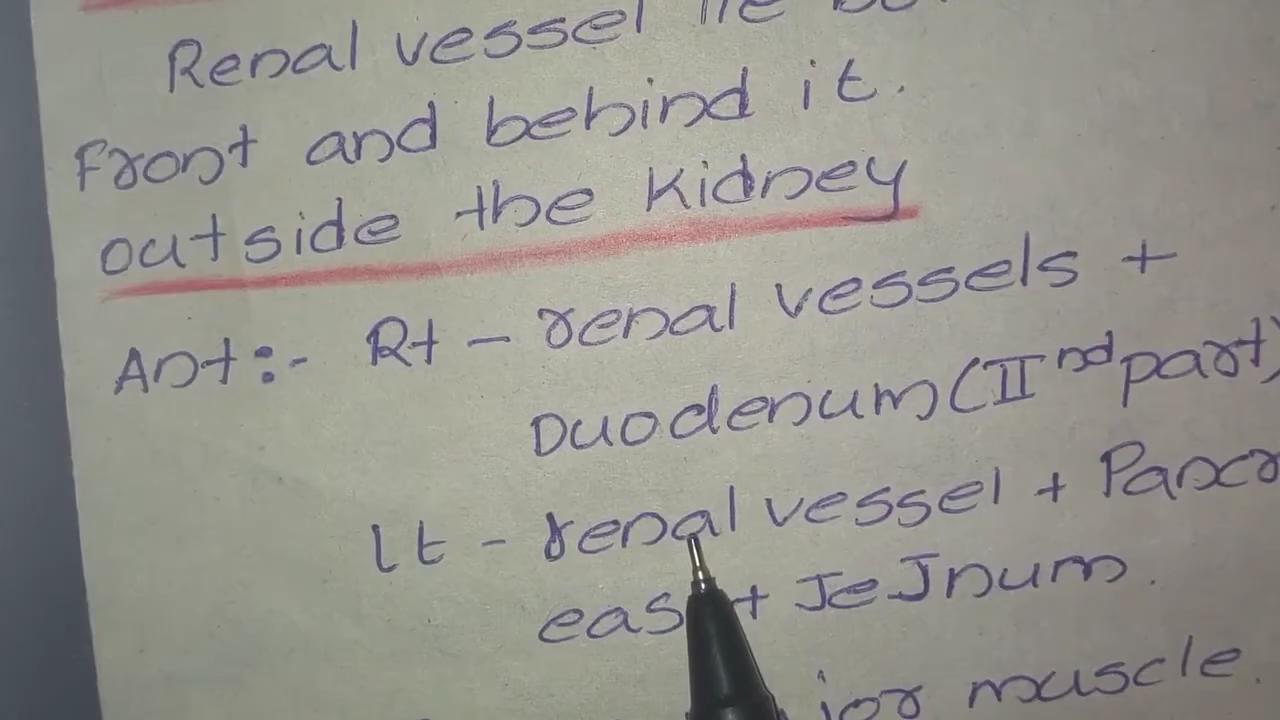 Renal vessel lie
Front and behind it.
outside the kidney
Ant:- Rt - renal vessels +
Duodenum (IInd part)
Lt - renal vessel + Pancr
eas + JeJnum.
muscle.